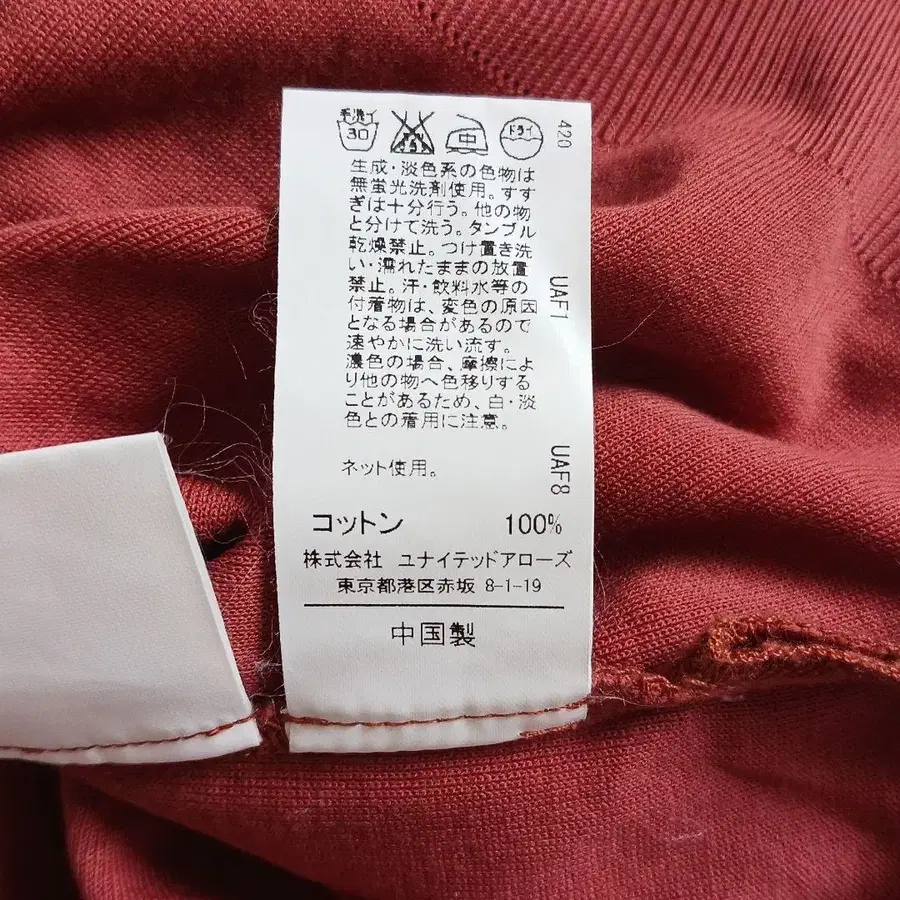 手洗イ
30
エンソサラシ
中
ドライ
生成・淡色系の色物は
無蛍光洗剤使用。すす
ぎは十分行う。他の物
と分けて洗う。タンブル
乾燥禁止。つけ置き洗
い・濡れたままの放置
禁止。汗・飲料水等の
付着物は、変色の原因
となる場合があるので
速やかに洗い流す。
濃色の場合、摩擦によ
り他の物へ色移りする
ことがあるため、白・淡
色との着用に注意。
ネット使用。
コットン 100%
株式会社 ユナイテッドアローズ
東京都港区赤坂 8-1-19
中国製
420
UAF1
UAF8